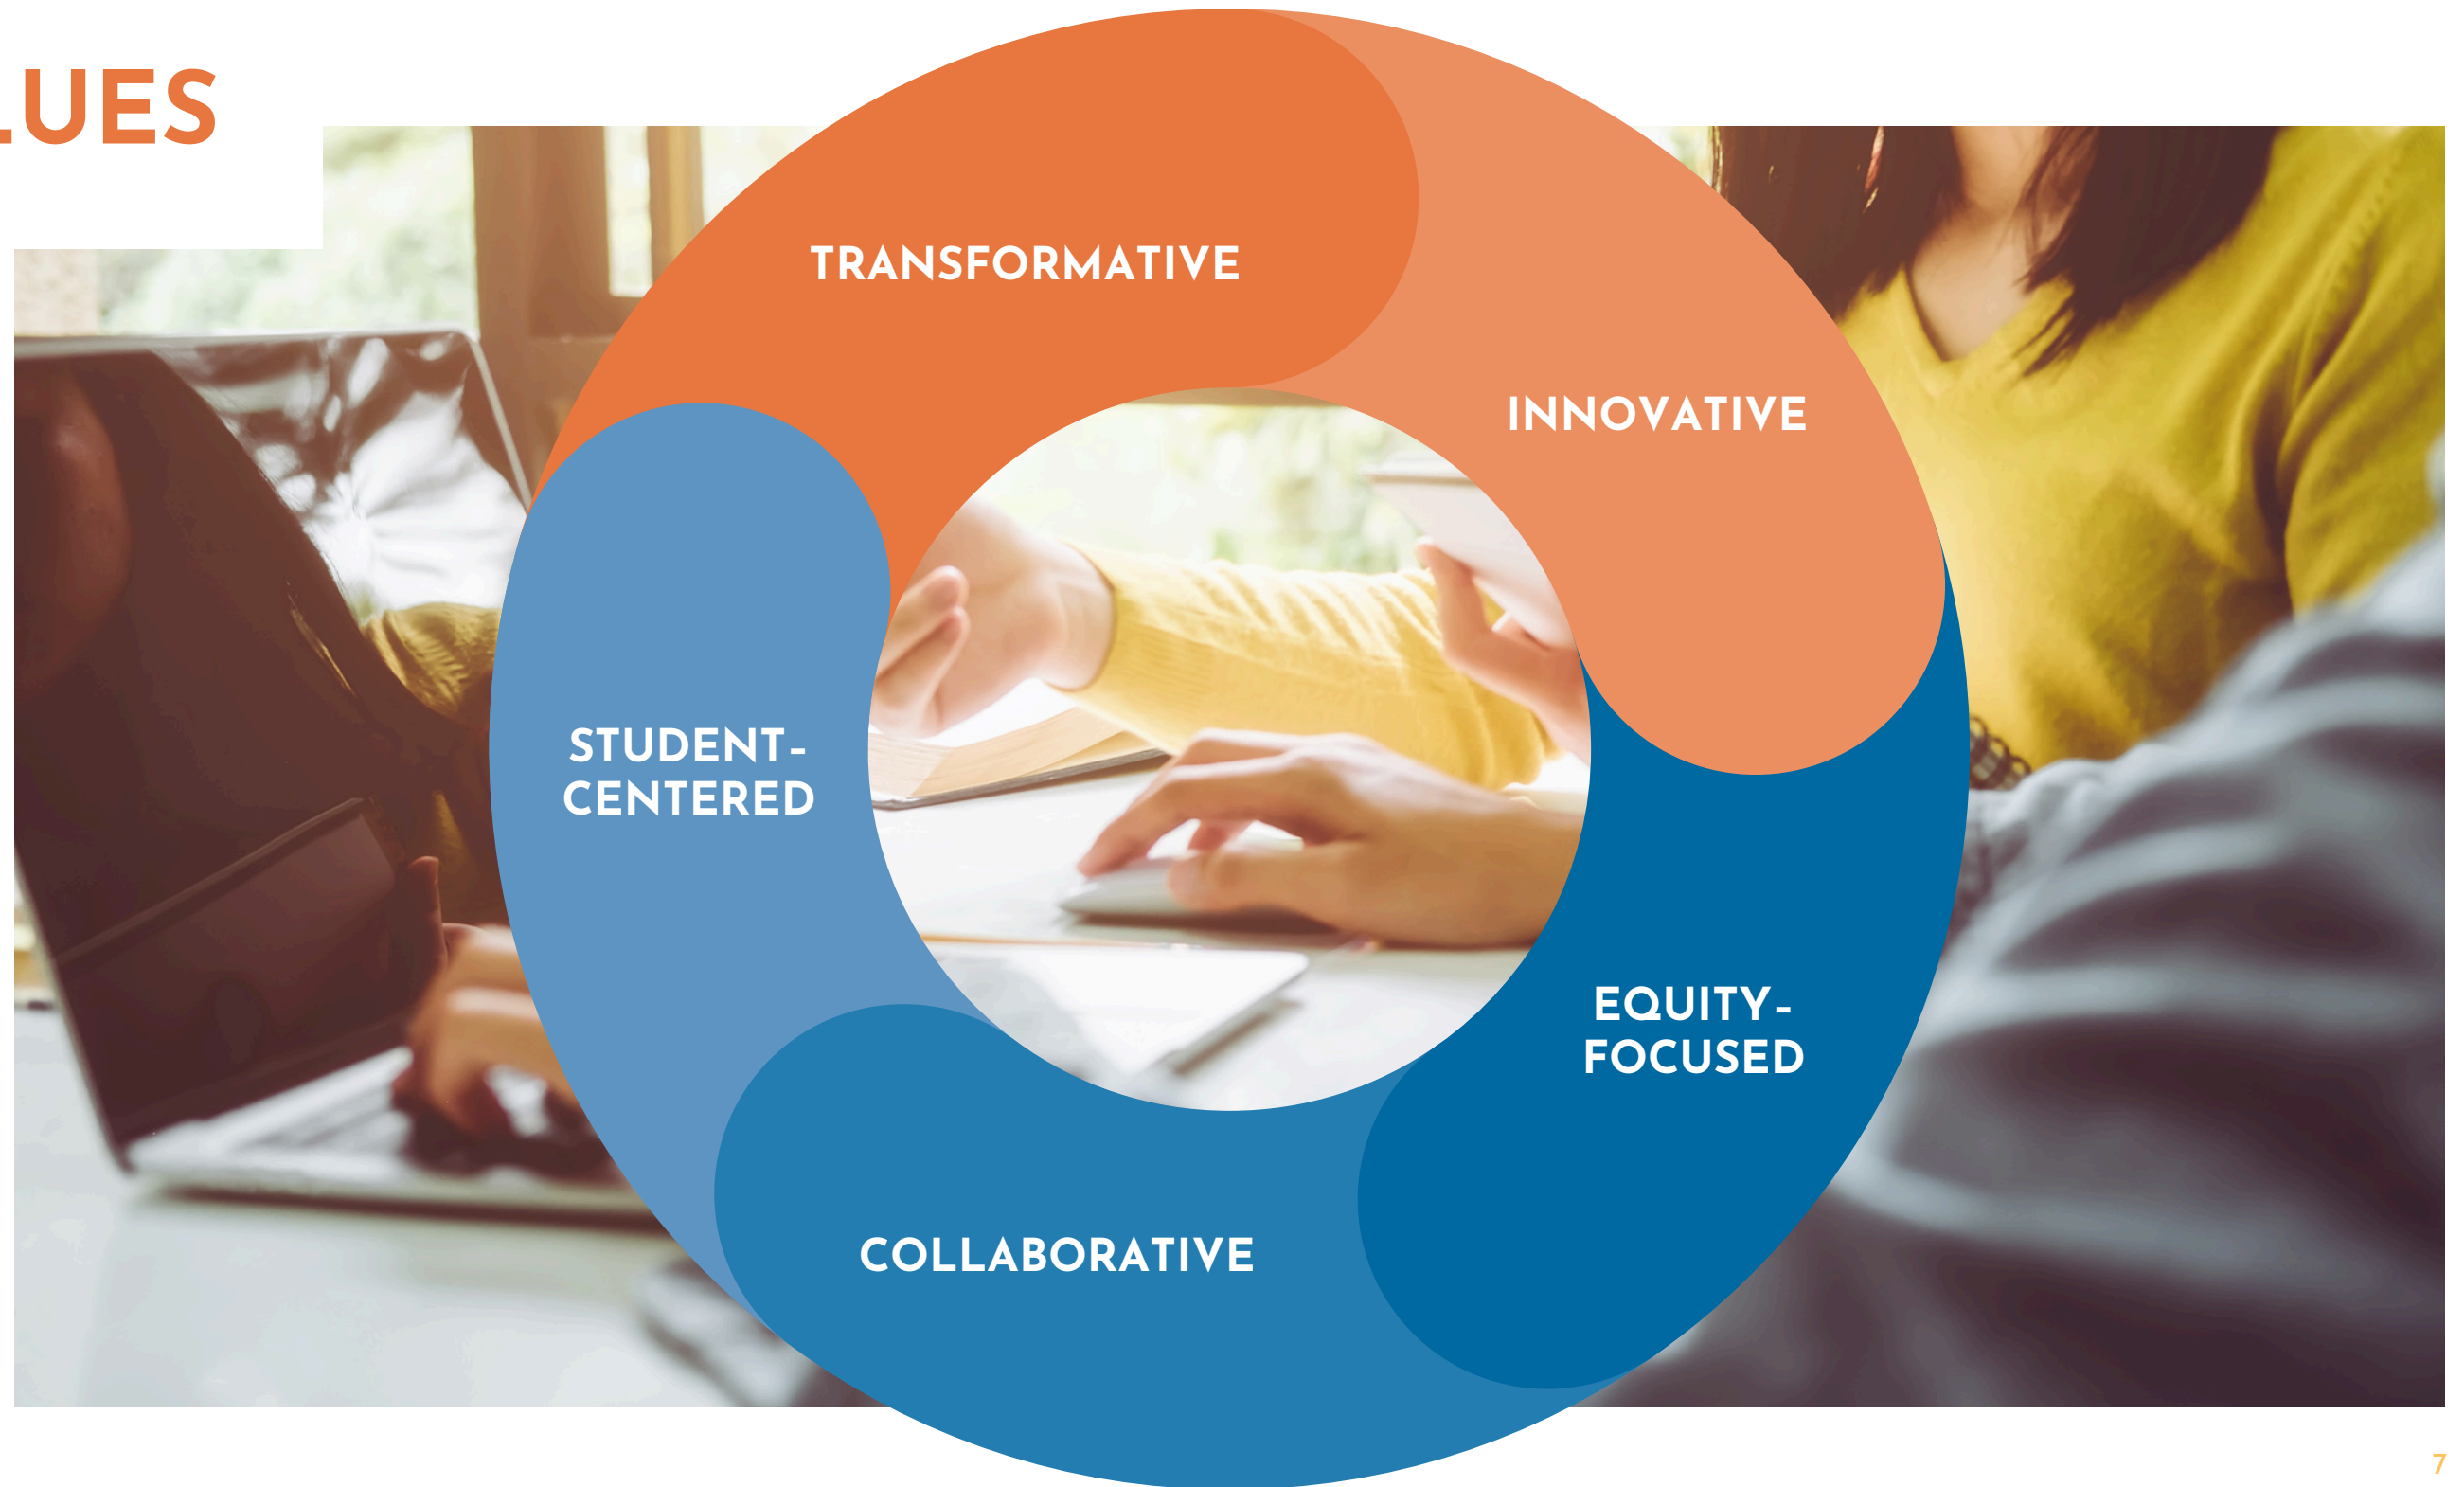 LUES
TRANSFORMATIVE
INNOVATIVE
STUDENT-
CENTERED
EQUITY-
FOCUSED
COLLABORATIVE
7